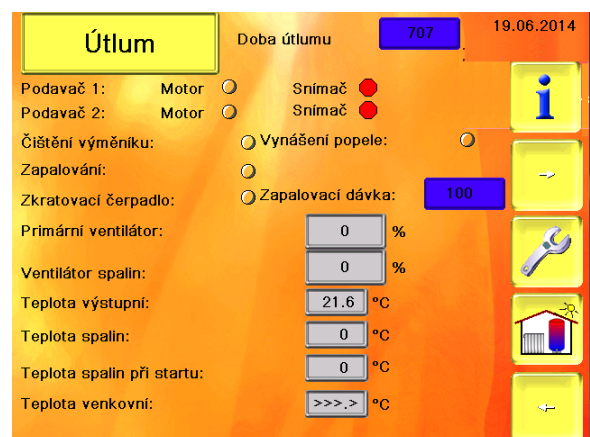 Útlum Doba útlumu 707 19.06.2014
Podavač 1: Motor Snímač
Podavač 2: Motor Snímač
Čištění výměníku: Vynášení popele:
Zapalování:
Zkratovací čerpadlo: Zapalovací dávka: 100
Primární ventilátor: 0 %
Ventilátor spalin: 0 %
Teplota výstupní: 21.6 °C
Teplota spalin: 0 °C
Teplota spalin při startu: 0 °C
Teplota venkovní: >>>.> °C